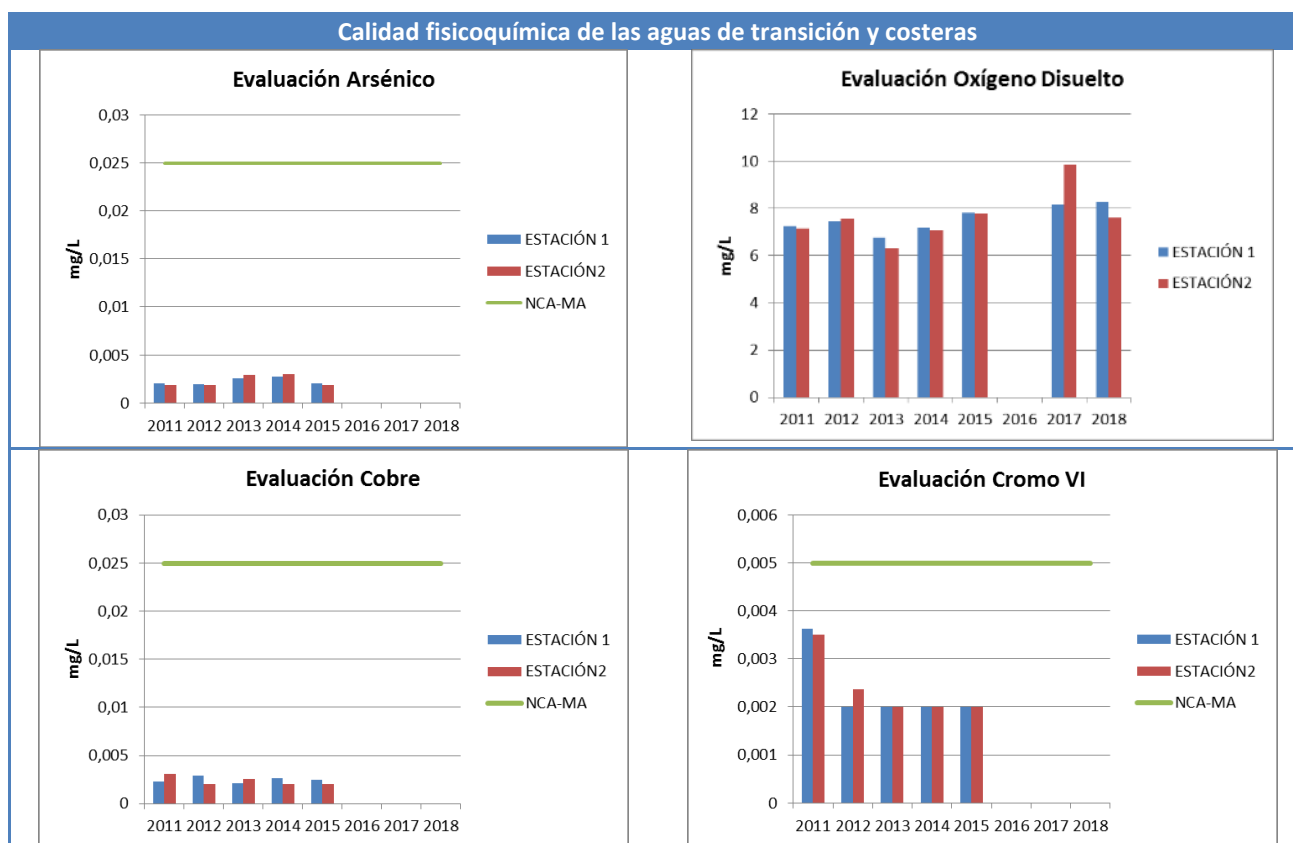 Calidad fisicoquímica de las aguas de transición y costeras
Evaluación Arsénico
0,03
0,025
0,02
0,015
0,01
0,005
0
mg/L
2011 2012 2013 2014 2015 2016 2017 2018
ESTACIÓN 1
ESTACIÓN2
NCA-MA
Evaluación Oxígeno Disuelto
12
10
8
6
4
2
0
mg/L
2011 2012 2013 2014 2015 2016 2017 2018
ESTACIÓN 1
ESTACIÓN2
Evaluación Cobre
0,03
0,025
0,02
0,015
0,01
0,005
0
mg/L
2011 2012 2013 2014 2015 2016 2017 2018
ESTACIÓN 1
ESTACIÓN2
NCA-MA
Evaluación Cromo VI
0,006
0,005
0,004
0,003
0,002
0,001
0
mg/L
2011 2012 2013 2014 2015 2016 2017 2018
ESTACIÓN 1
ESTACIÓN2
NCA-MA